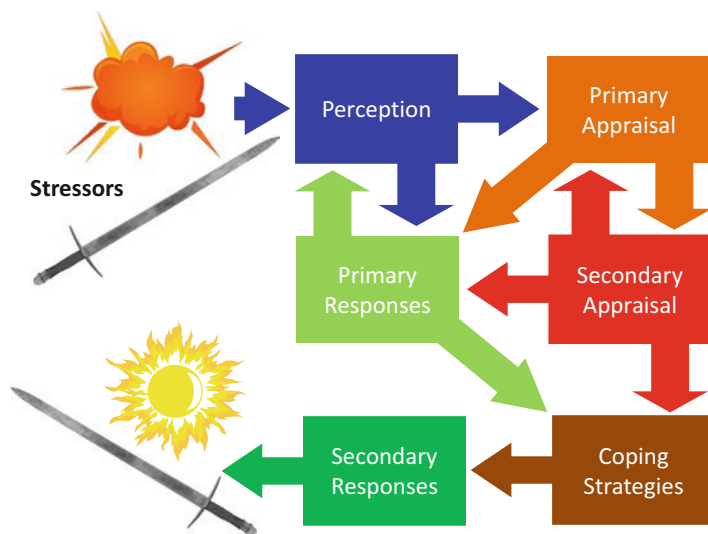 Perception
Primary
Appraisal
Stressors
Primary
Responses
Secondary
Appraisal
Secondary
Responses
Coping
Strategies